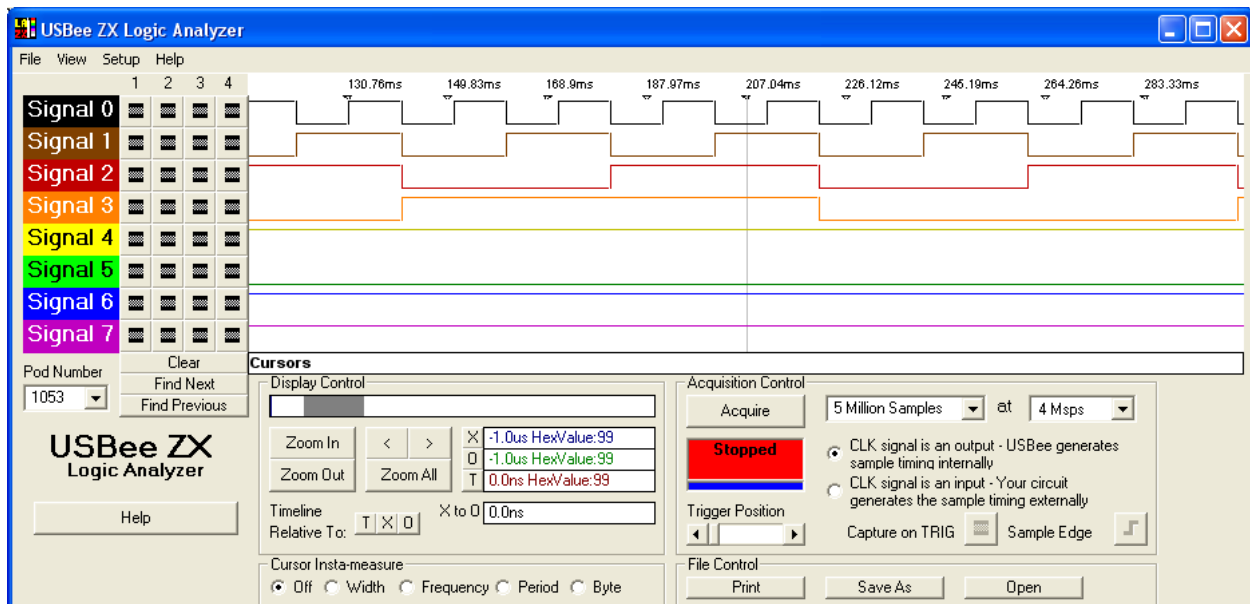 USBee ZX Logic Analyzer
File View Setup Help
1 2 3 4
130.76ms 149.83ms 168.9ms 187.97ms 207.04ms 226.12ms 245.19ms 264.26ms 283.33ms
Signal 0
Signal 1
Signal 2
Signal 3
Signal 4
Signal 5
Signal 6
Signal 7
Clear
Find Next
Find Previous
Pod Number
1053
USBee ZX
Logic Analyzer
Help
Cursors
Display Control
Zoom In < >
Zoom Out Zoom All
X -1.0us HexValue:99
O -1.0us HexValue:99
T 0.0ns HexValue:99
Timeline
Relative To: T X O
X to O 0.0ns
Cursor Insta-measure
Off Width Frequency Period Byte
Acquisition Control
Acquire 5 Million Samples at 4 Msps
Stopped
CLK signal is an output - USBee generates
sample timing internally
CLK signal is an input - Your circuit
generates the sample timing externally
Trigger Position
Capture on TRIG Sample Edge
File Control
Print Save As Open